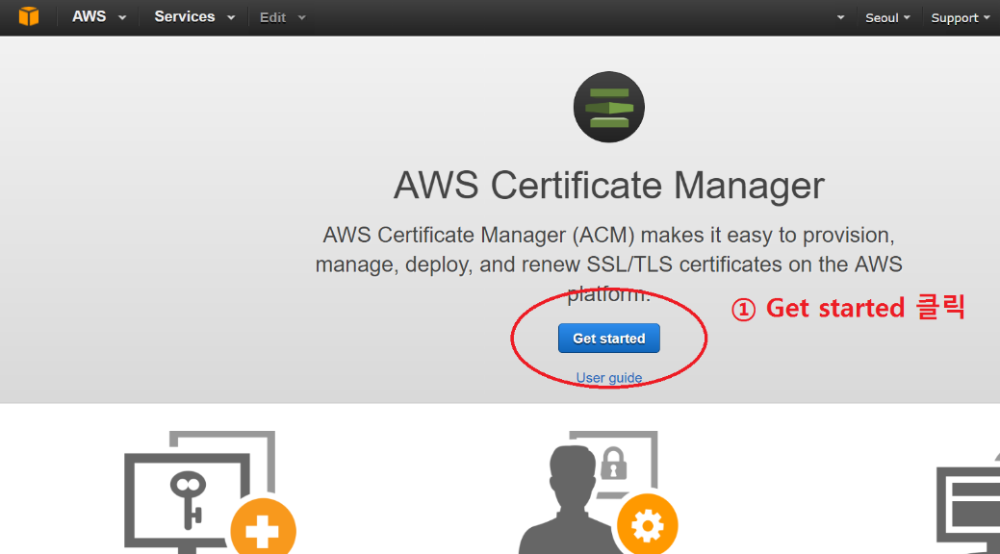 AWS Services Edit Seoul Support
AWS Certificate Manager
AWS Certificate Manager (ACM) makes it easy to provision,
manage, deploy, and renew SSL/TLS certificates on the AWS
platform.
① Get started 클릭
Get started
User guide